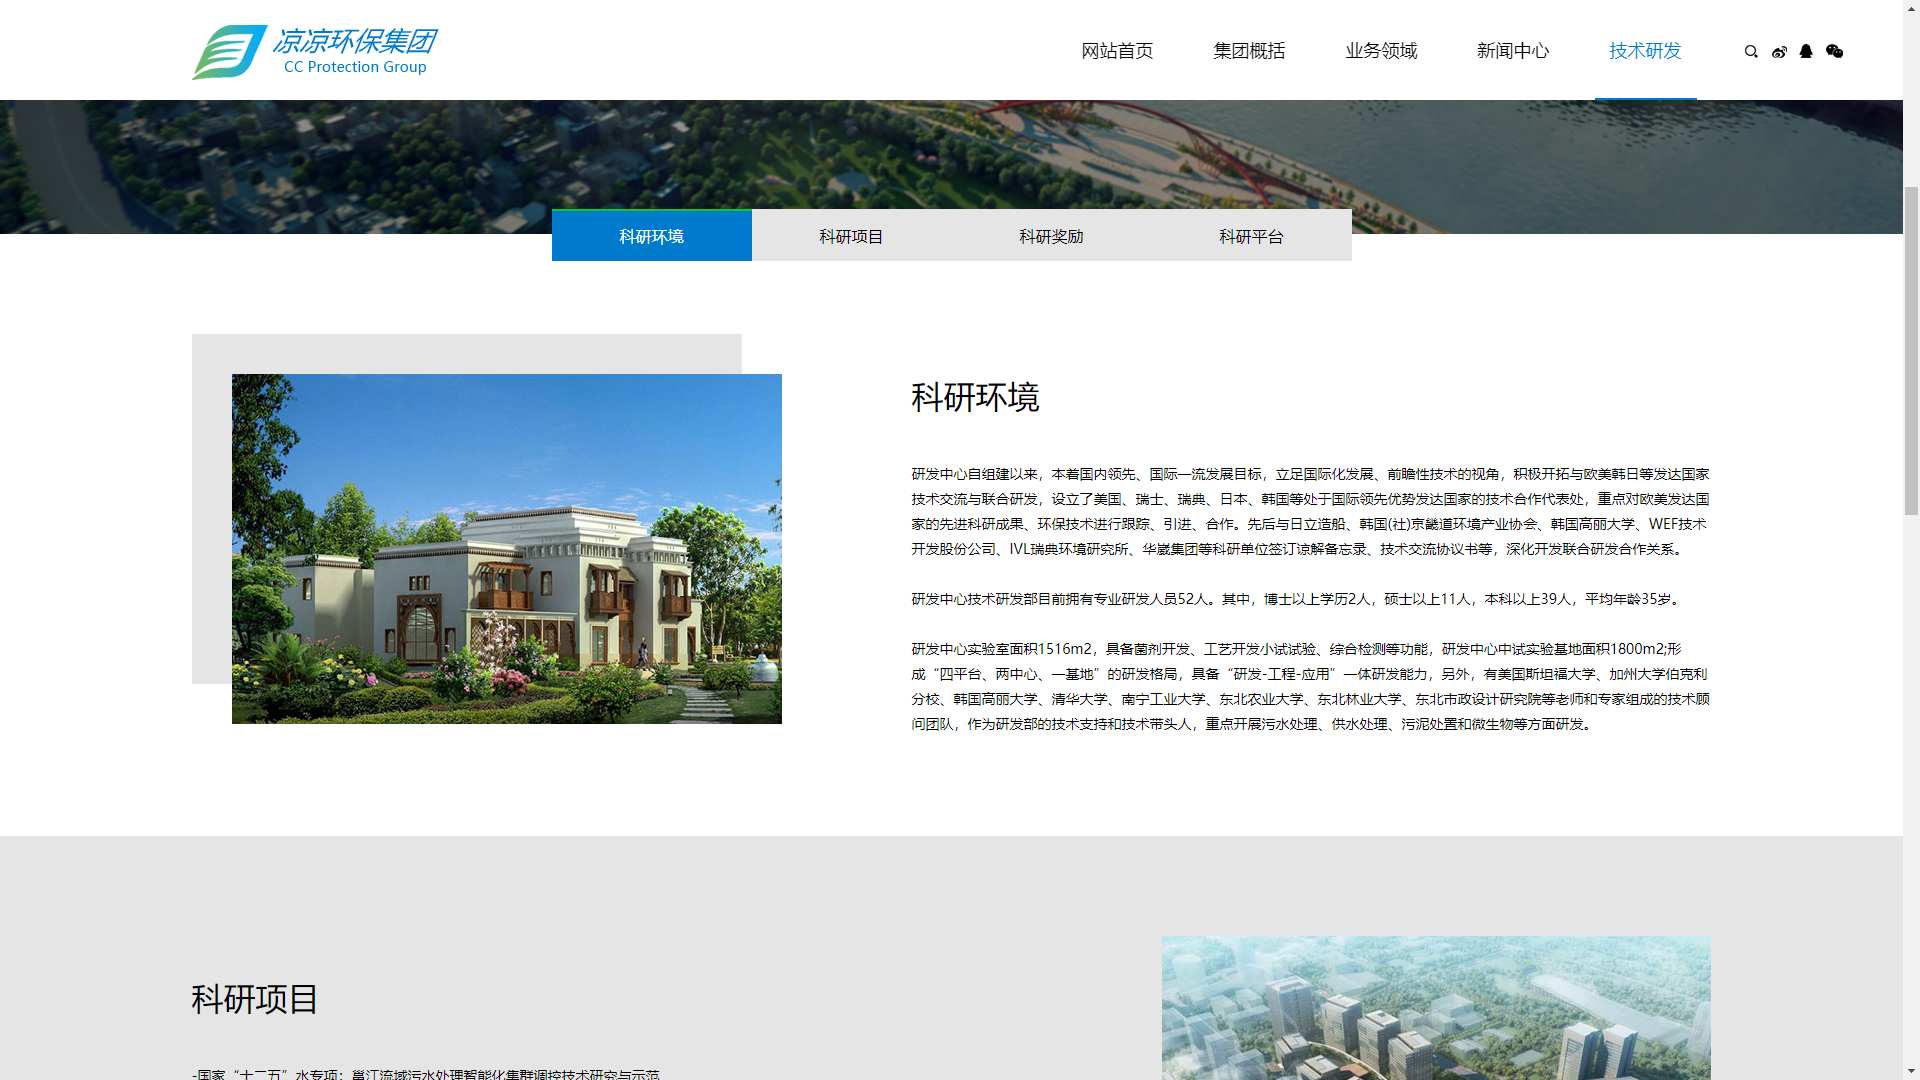 凉凉环保集团
CC Protection Group
网站首页
集团概括
业务领域
新闻中心
技术研发
科研环境
科研项目
科研奖励
科研平台
科研环境
研发中心自组建以来，本着国内领先、国际一流发展目标，立足国际化发展、前瞻性技术的视角，积极开拓与欧美韩日等发达国家
技术交流与联合研发，设立了美国、瑞士、瑞典、日本、韩国等处于国际领先优势发达国家的技术合作代表处，重点对欧美发达国
家的先进科研成果、环保技术进行跟踪、引进、合作。先后与日立造船、韩国(社)京畿道环境产业协会、韩国高丽大学、WEF技术
开发股份公司、IVL瑞典环境研究所、华崴集团等科研单位签订谅解备忘录、技术交流协议书等，深化开发联合研发合作关系。
研发中心技术研发部目前拥有专业研发人员52人。其中，博士以上学历2人，硕士以上11人，本科以上39人，平均年龄35岁。
研发中心实验室面积1516m2，具备菌剂开发、工艺开发小试试验、综合检测等功能，研发中心中试实验基地面积1800m2;形
成“四平台、两中心、一基地”的研发格局，具备“研发-工程-应用”一体研发能力，另外，有美国斯坦福大学、加州大学伯克利
分校、韩国高丽大学、清华大学、南宁工业大学、东北农业大学、东北林业大学、东北市政设计研究院等老师和专家组成的技术顾
问团队，作为研发部的技术支持和技术带头人，重点开展污水处理、供水处理、污泥处置和微生物等方面研发。
科研项目
-国家“十二五”水专项：邕江流域污水处理智能化集群调控技术研究与示范